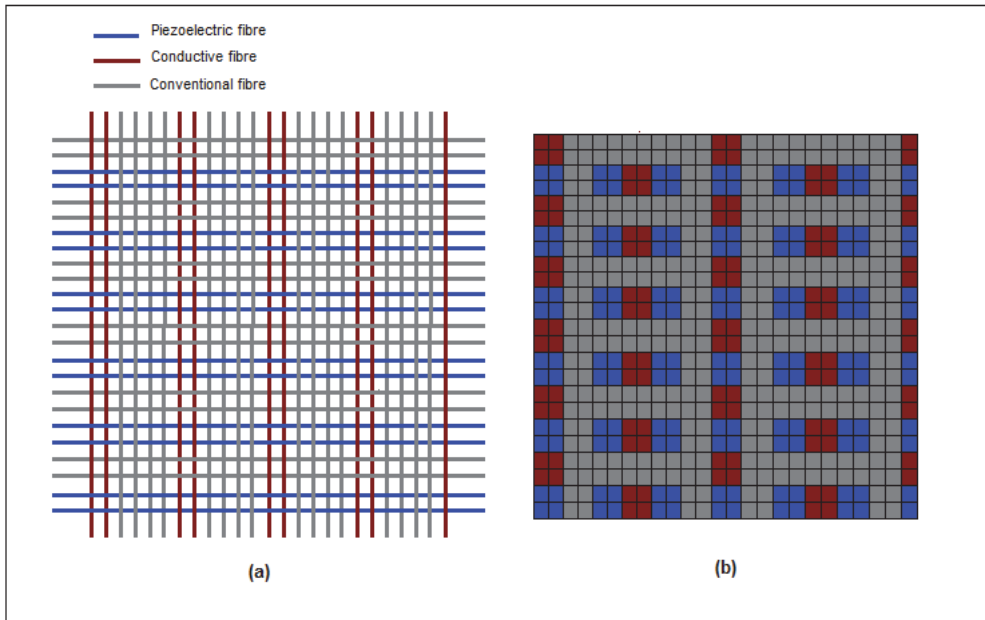 Piezoelectric fibre
Conductive fibre
Conventional fibre
(a)
(b)